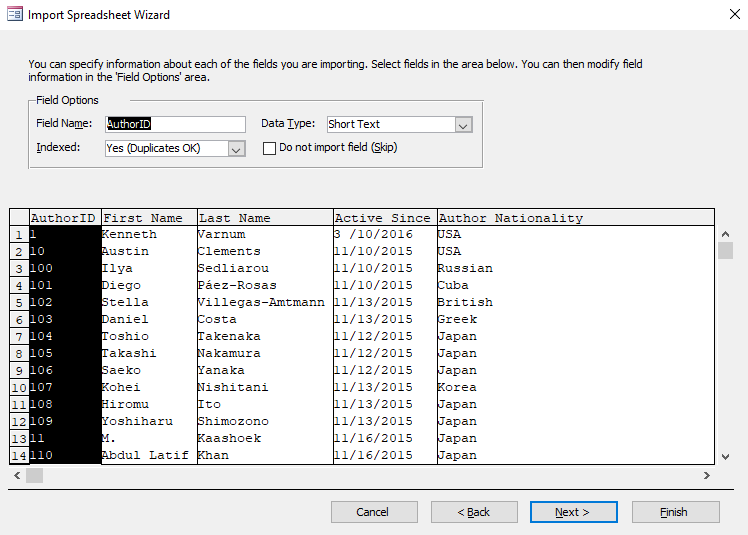 Import Spreadsheet Wizard
You can specify information about each of the fields you are importing. Select fields in the area below. You can then modify field
information in the 'Field Options' area.
Field Options
Field Name: AuthorID Data Type: Short Text
Indexed: Yes (Duplicates OK) Do not import field (Skip)
AuthorID First Name Last Name Active Since Author Nationality
1 1 Kenneth Varnum 3 /10/2016 USA
2 10 Austin Clements 11/10/2015 USA
3 100 Ilya Sedliarou 11/10/2015 Russian
4 101 Diego Páez-Rosas 11/10/2015 Cuba
5 102 Stella Villegas-Amtmann 11/13/2015 British
6 103 Daniel Costa 11/13/2015 Greek
7 104 Toshio Takenaka 11/12/2015 Japan
8 105 Takashi Nakamura 11/12/2015 Japan
9 106 Saeko Yanaka 11/12/2015 Japan
10 107 Kohei Nishitani 11/13/2015 Korea
11 108 Hiromu Ito 11/13/2015 Japan
12 109 Yoshiharu Shimozono 11/13/2015 Japan
13 11 M. Kaashoek 11/16/2015 Japan
14 110 Abdul Latif Khan 11/16/2015 Japan
Cancel < Back Next > Finish